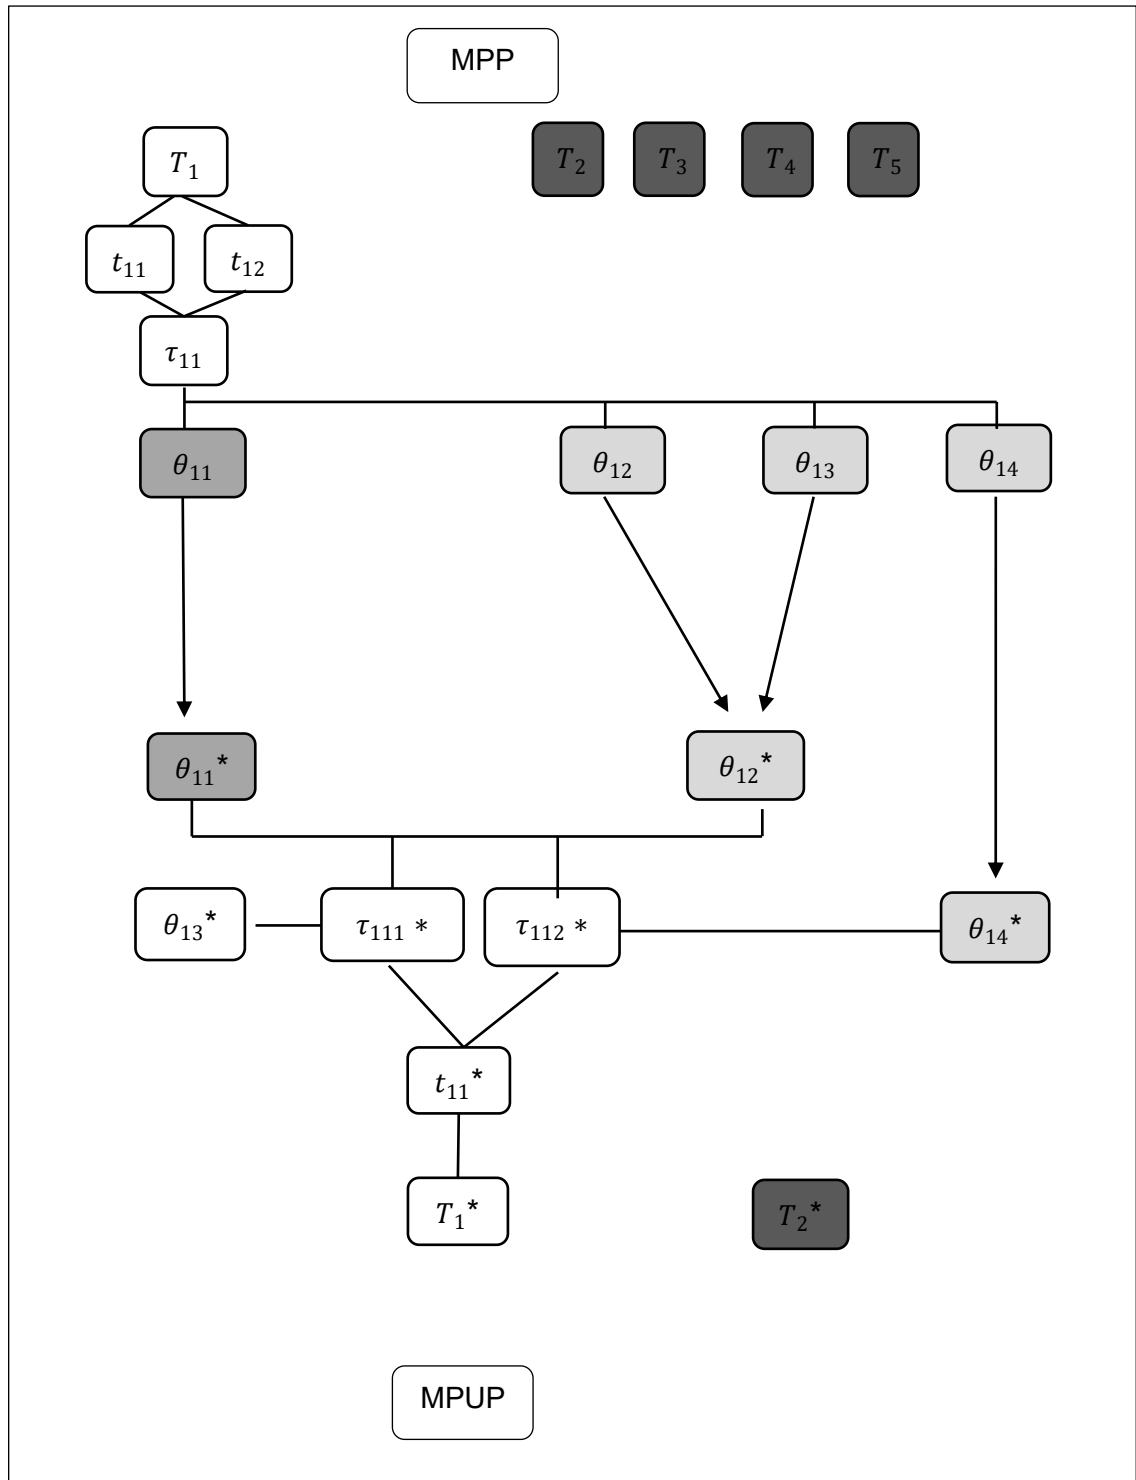 MPP
T₁ T₂ T₃ T₄ T₅
t₁₁ t₁₂
τ₁₁
θ₁₁ θ₁₂ θ₁₃ θ₁₄
θ₁₁* θ₁₂*
θ₁₃* τ₁₁₁ * τ₁₁₂ * θ₁₄*
t₁₁*
T₁* T₂*
MPUP